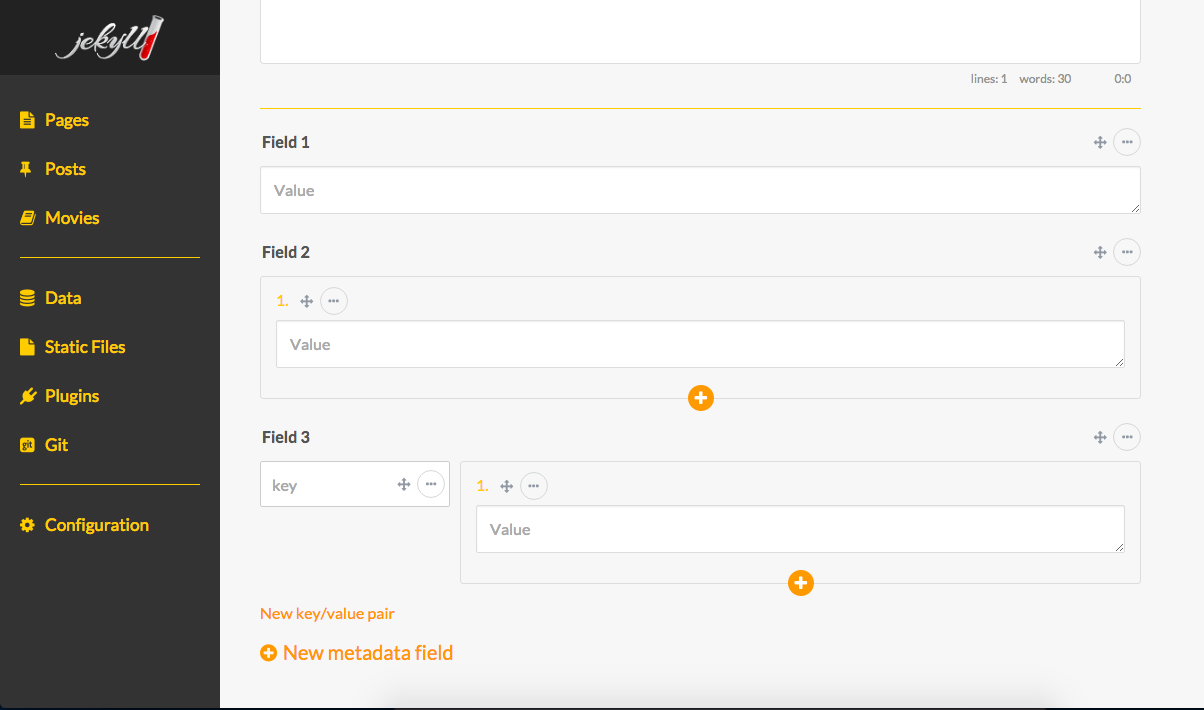 jekyll
Pages
Posts
Movies
Data
Static Files
Plugins
git Git
Configuration
lines: 1 words: 30 0:0
Field 1
Value
Field 2
1.
Value
Field 3
key
1.
Value
New key/value pair
New metadata field